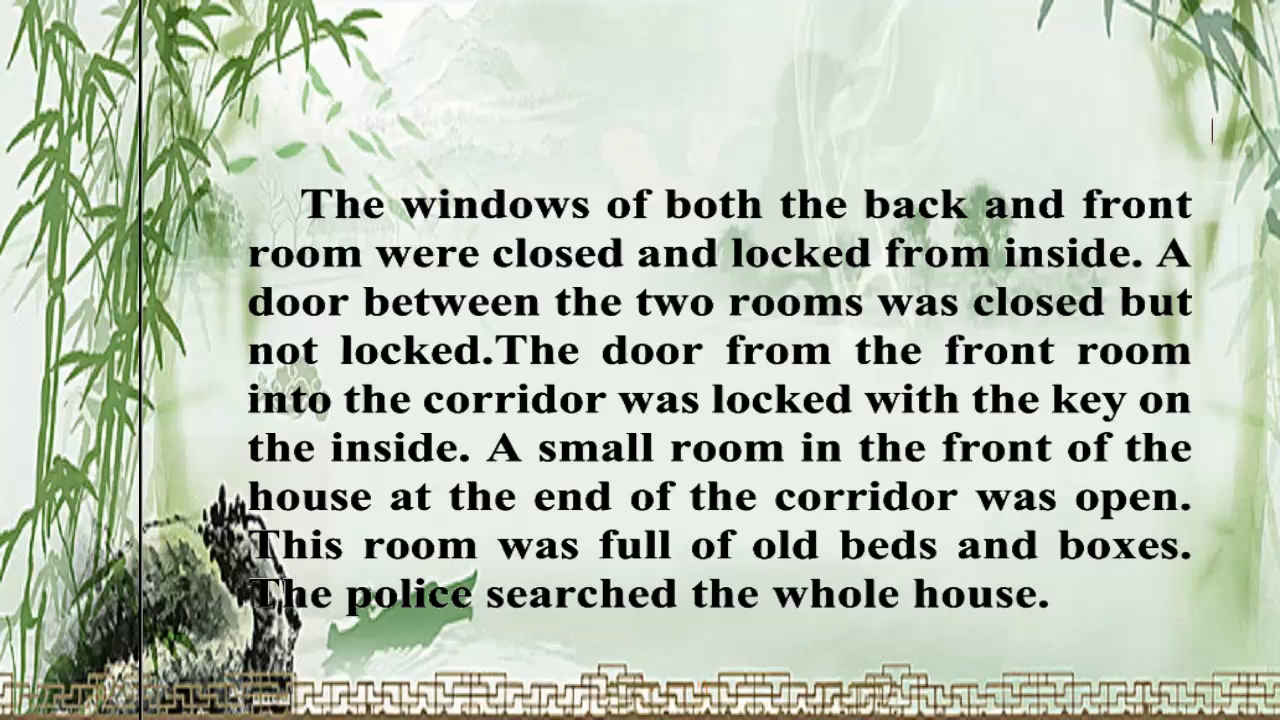 The windows of both the back and front
room were closed and locked from inside. A
door between the two rooms was closed but
not locked.The door from the front room
into the corridor was locked with the key on
the inside. A small room in the front of the
house at the end of the corridor was open.
This room was full of old beds and boxes.
The police searched the whole house.